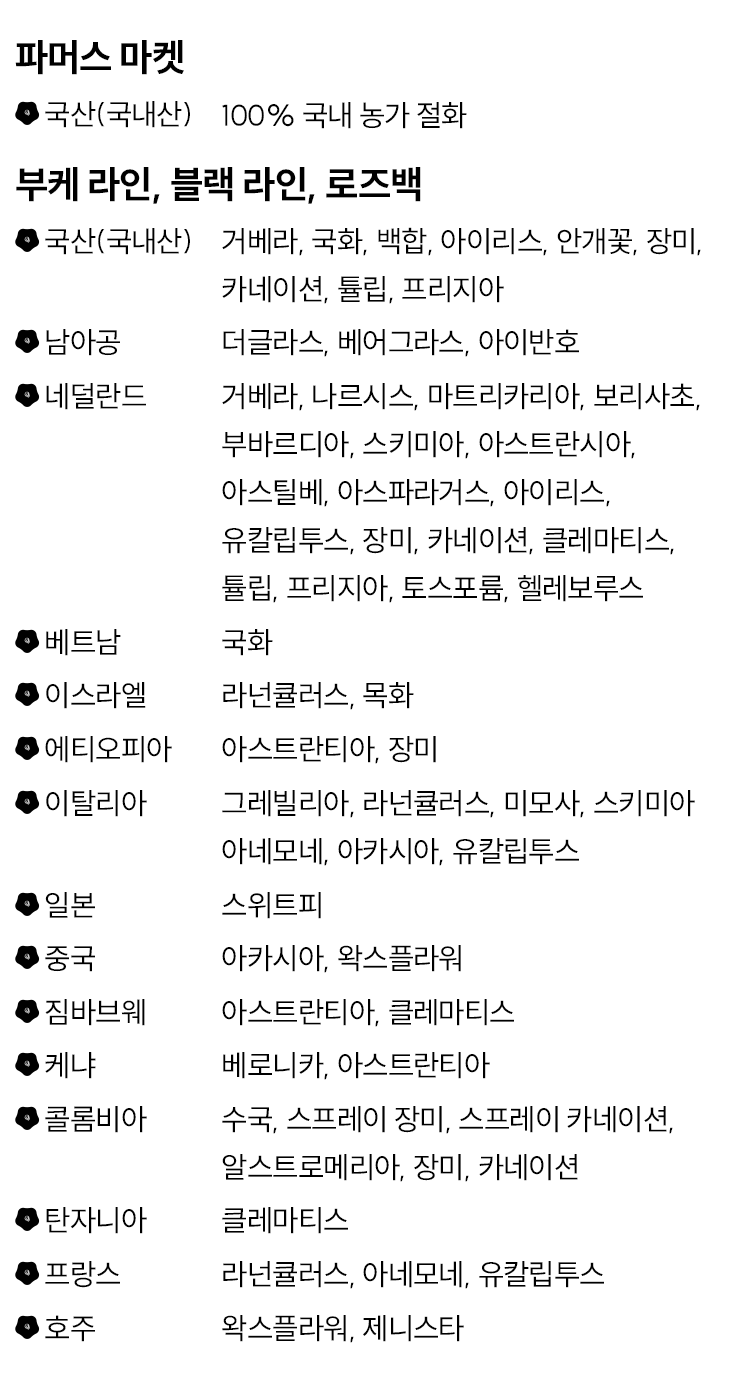 파머스 마켓
국산(국내산) 100% 국내 농가 절화
부케 라인, 블랙 라인, 로즈백
국산(국내산) 거베라, 국화, 백합, 아이리스, 안개꽃, 장미,
카네이션, 튤립, 프리지아
남아공 더글라스, 베어그라스, 아이반호
네덜란드 거베라, 나르시스, 마트리카리아, 보리사초,
부바르디아, 스키미아, 아스트란시아,
아스틸베, 아스파라거스, 아이리스,
유칼립투스, 장미, 카네이션, 클레마티스,
튤립, 프리지아, 토스포륨, 헬레보루스
베트남 국화
이스라엘 라넌큘러스, 목화
에티오피아 아스트란티아, 장미
이탈리아 그레빌리아, 라넌큘러스, 미모사, 스키미아
아네모네, 아카시아, 유칼립투스
일본 스위트피
중국 아카시아, 왁스플라워
짐바브웨 아스트란티아, 클레마티스
케냐 베로니카, 아스트란티아
콜롬비아 수국, 스프레이 장미, 스프레이 카네이션,
알스트로메리아, 장미, 카네이션
탄자니아 클레마티스
프랑스 라넌큘러스, 아네모네, 유칼립투스
호주 왁스플라워, 제니스타